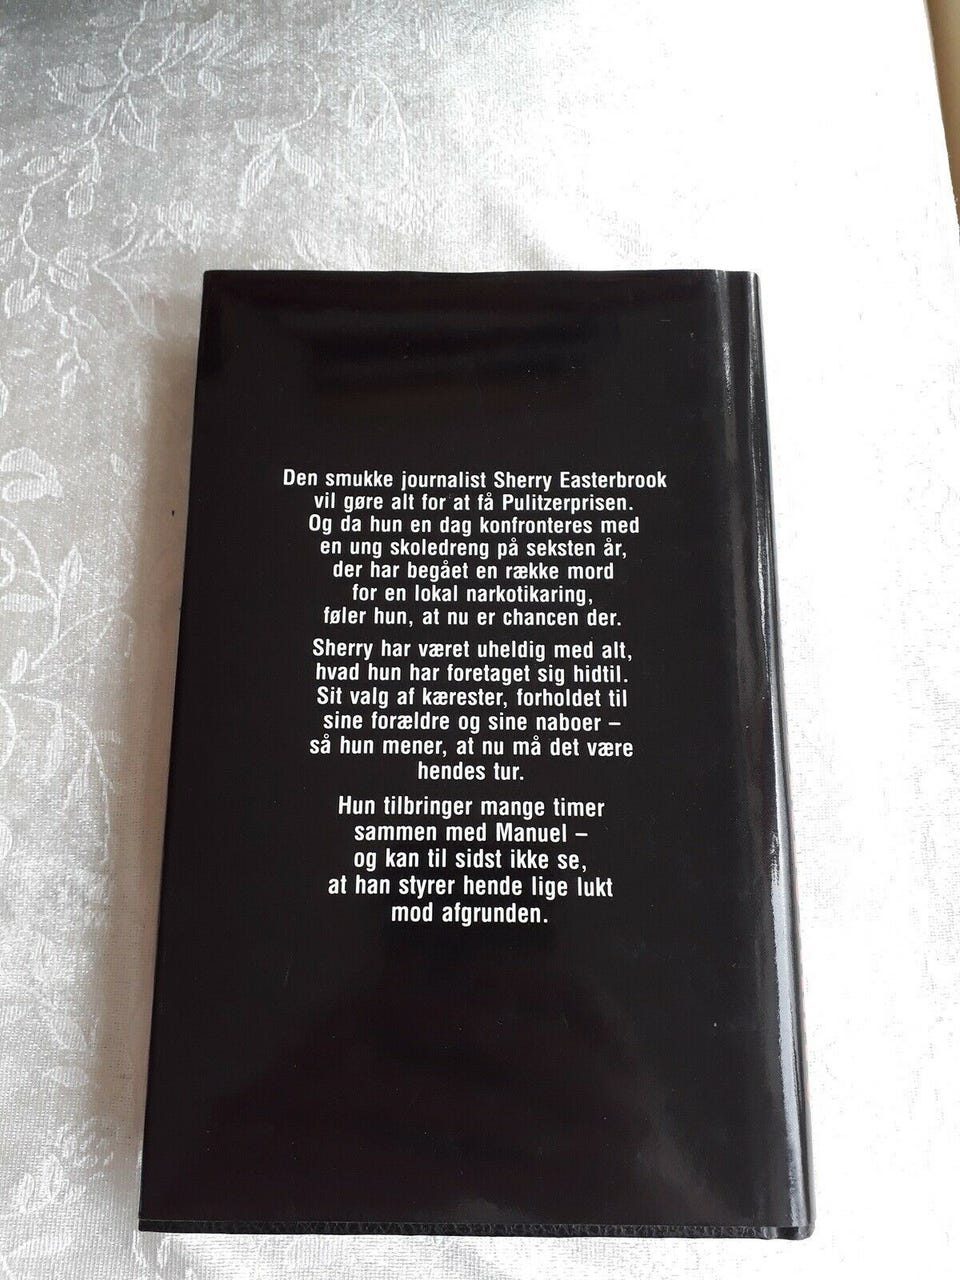 Den smukke journalist Sherry Easterbrook
vil gøre alt for at få Pulitzerprisen.
Og da hun en dag konfronteres med
en ung skoledreng på seksten år,
der har begået en række mord
for en lokal narkotikaring,
føler hun, at nu er chancen der.
Sherry har været uheldig med alt,
hvad hun har foretaget sig hidtil.
Sit valg af kærester, forholdet til
sine forældre og sine naboer –
så hun mener, at nu må det være
hendes tur.
Hun tilbringer mange timer
sammen med Manuel –
og kan til sidst ikke se,
at han styrer hende lige lukt
mod afgrunden.